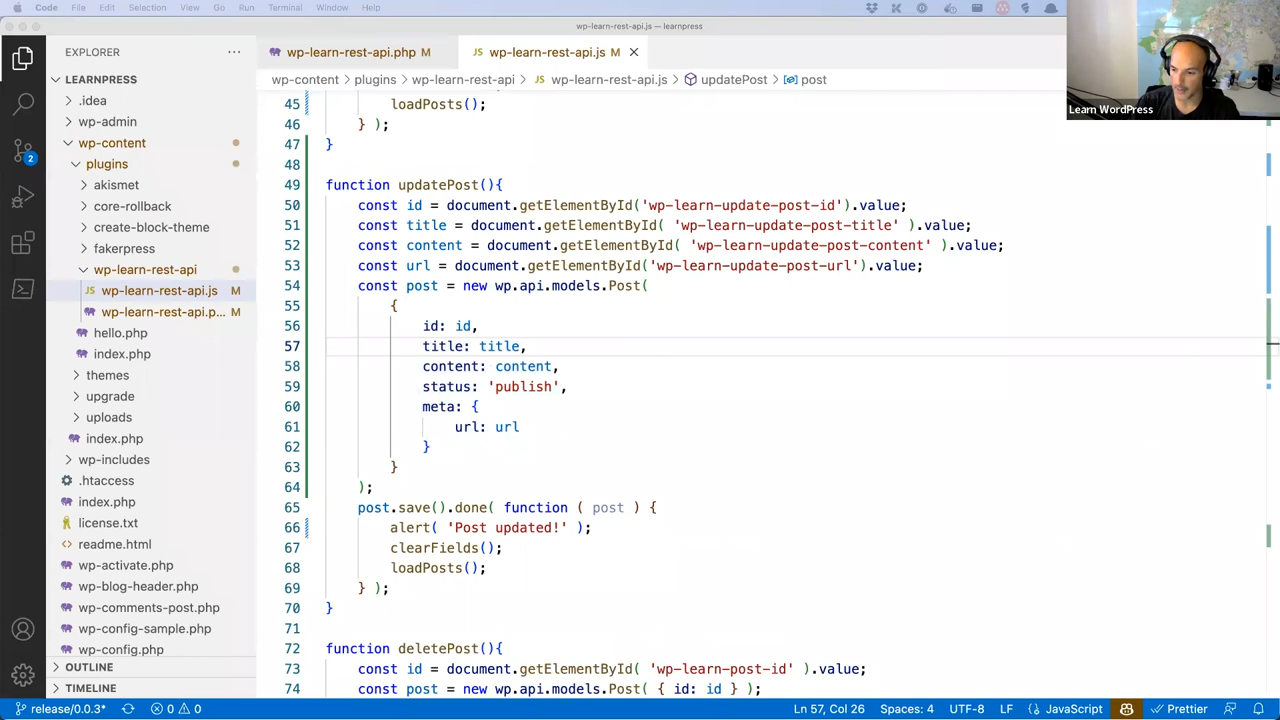 Code File Edit Selection View Go Run Terminal Window Help
wp-learn-rest-api.js — learnpress
EXPLORER
LEARNPRESS
.idea
wp-admin
wp-content
plugins
akismet
core-rollback
create-block-theme
fakerpress
wp-learn-rest-api
JS wp-learn-rest-api.js M
wp-learn-rest-api.p... M
hello.php
index.php
themes
upgrade
uploads
index.php
wp-includes
.htaccess
index.php
license.txt
readme.html
wp-activate.php
wp-blog-header.php
wp-comments-post.php
wp-config-sample.php
wp-config.php
OUTLINE
TIMELINE
2
wp-learn-rest-api.php M
JS wp-learn-rest-api.js M
wp-content > plugins > wp-learn-rest-api > JS wp-learn-rest-api.js > updatePost > post
45 loadPosts();
46 } );
47 }
48
49 function updatePost(){
50 const id = document.getElementById('wp-learn-update-post-id').value;
51 const title = document.getElementById( 'wp-learn-update-post-title' ).value;
52 const content = document.getElementById( 'wp-learn-update-post-content' ).value;
53 const url = document.getElementById('wp-learn-update-post-url').value;
54 const post = new wp.api.models.Post(
55 {
56 id: id,
57 title: title,
58 content: content,
59 status: 'publish',
60 meta: {
61 url: url
62 }
63 }
64 );
65 post.save().done( function ( post ) {
66 alert( 'Post updated!' );
67 clearFields();
68 loadPosts();
69 } );
70 }
71
72 function deletePost(){
73 const id = document.getElementById( 'wp-learn-post-id' ).value;
74 const post = new wp.api.models.Post( { id: id } );
Learn WordPress
release/0.0.3* 0 0 Ln 57, Col 26 Spaces: 4 UTF-8 LF { } JavaScript Prettier